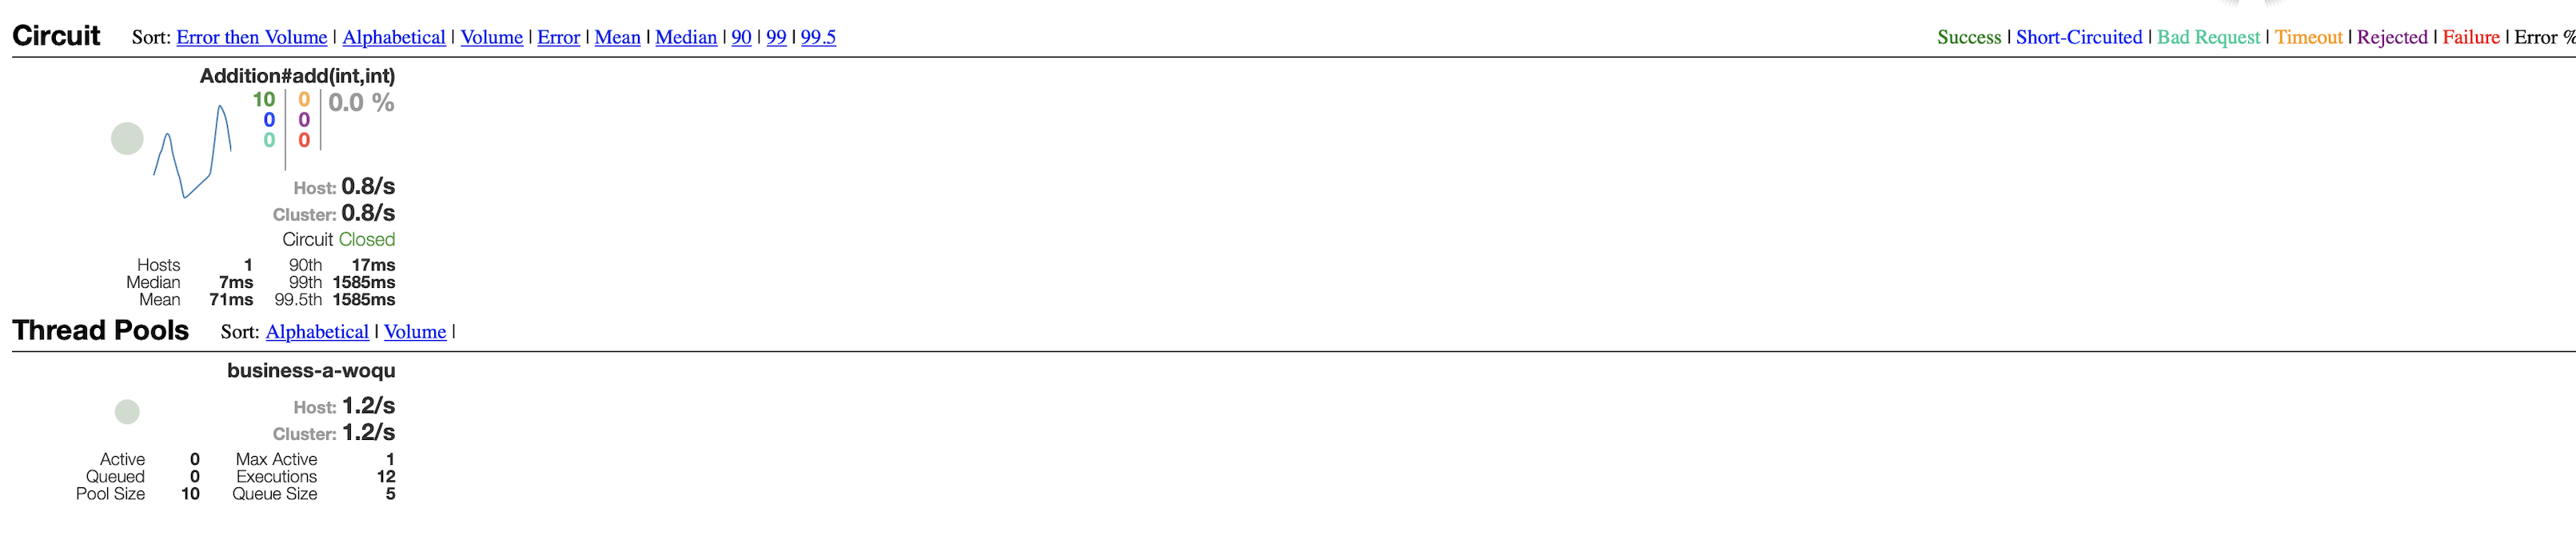 Circuit Sort: Error then Volume | Alphabetical | Volume | Error | Mean | Median | 90 | 99 | 99.5 Success | Short-Circuited | Bad Request | Timeout | Rejected | Failure | Error %
Addition#add(int,int)
10 0 0.0 %
0 0
0 0
Host: 0.8/s
Cluster: 0.8/s
Circuit Closed
Hosts 1 90th 17ms
Median 7ms 99th 1585ms
Mean 71ms 99.5th 1585ms
Thread Pools Sort: Alphabetical | Volume |
business-a-woqu
Host: 1.2/s
Cluster: 1.2/s
Active 0 Max Active 1
Queued 0 Executions 12
Pool Size 10 Queue Size 5